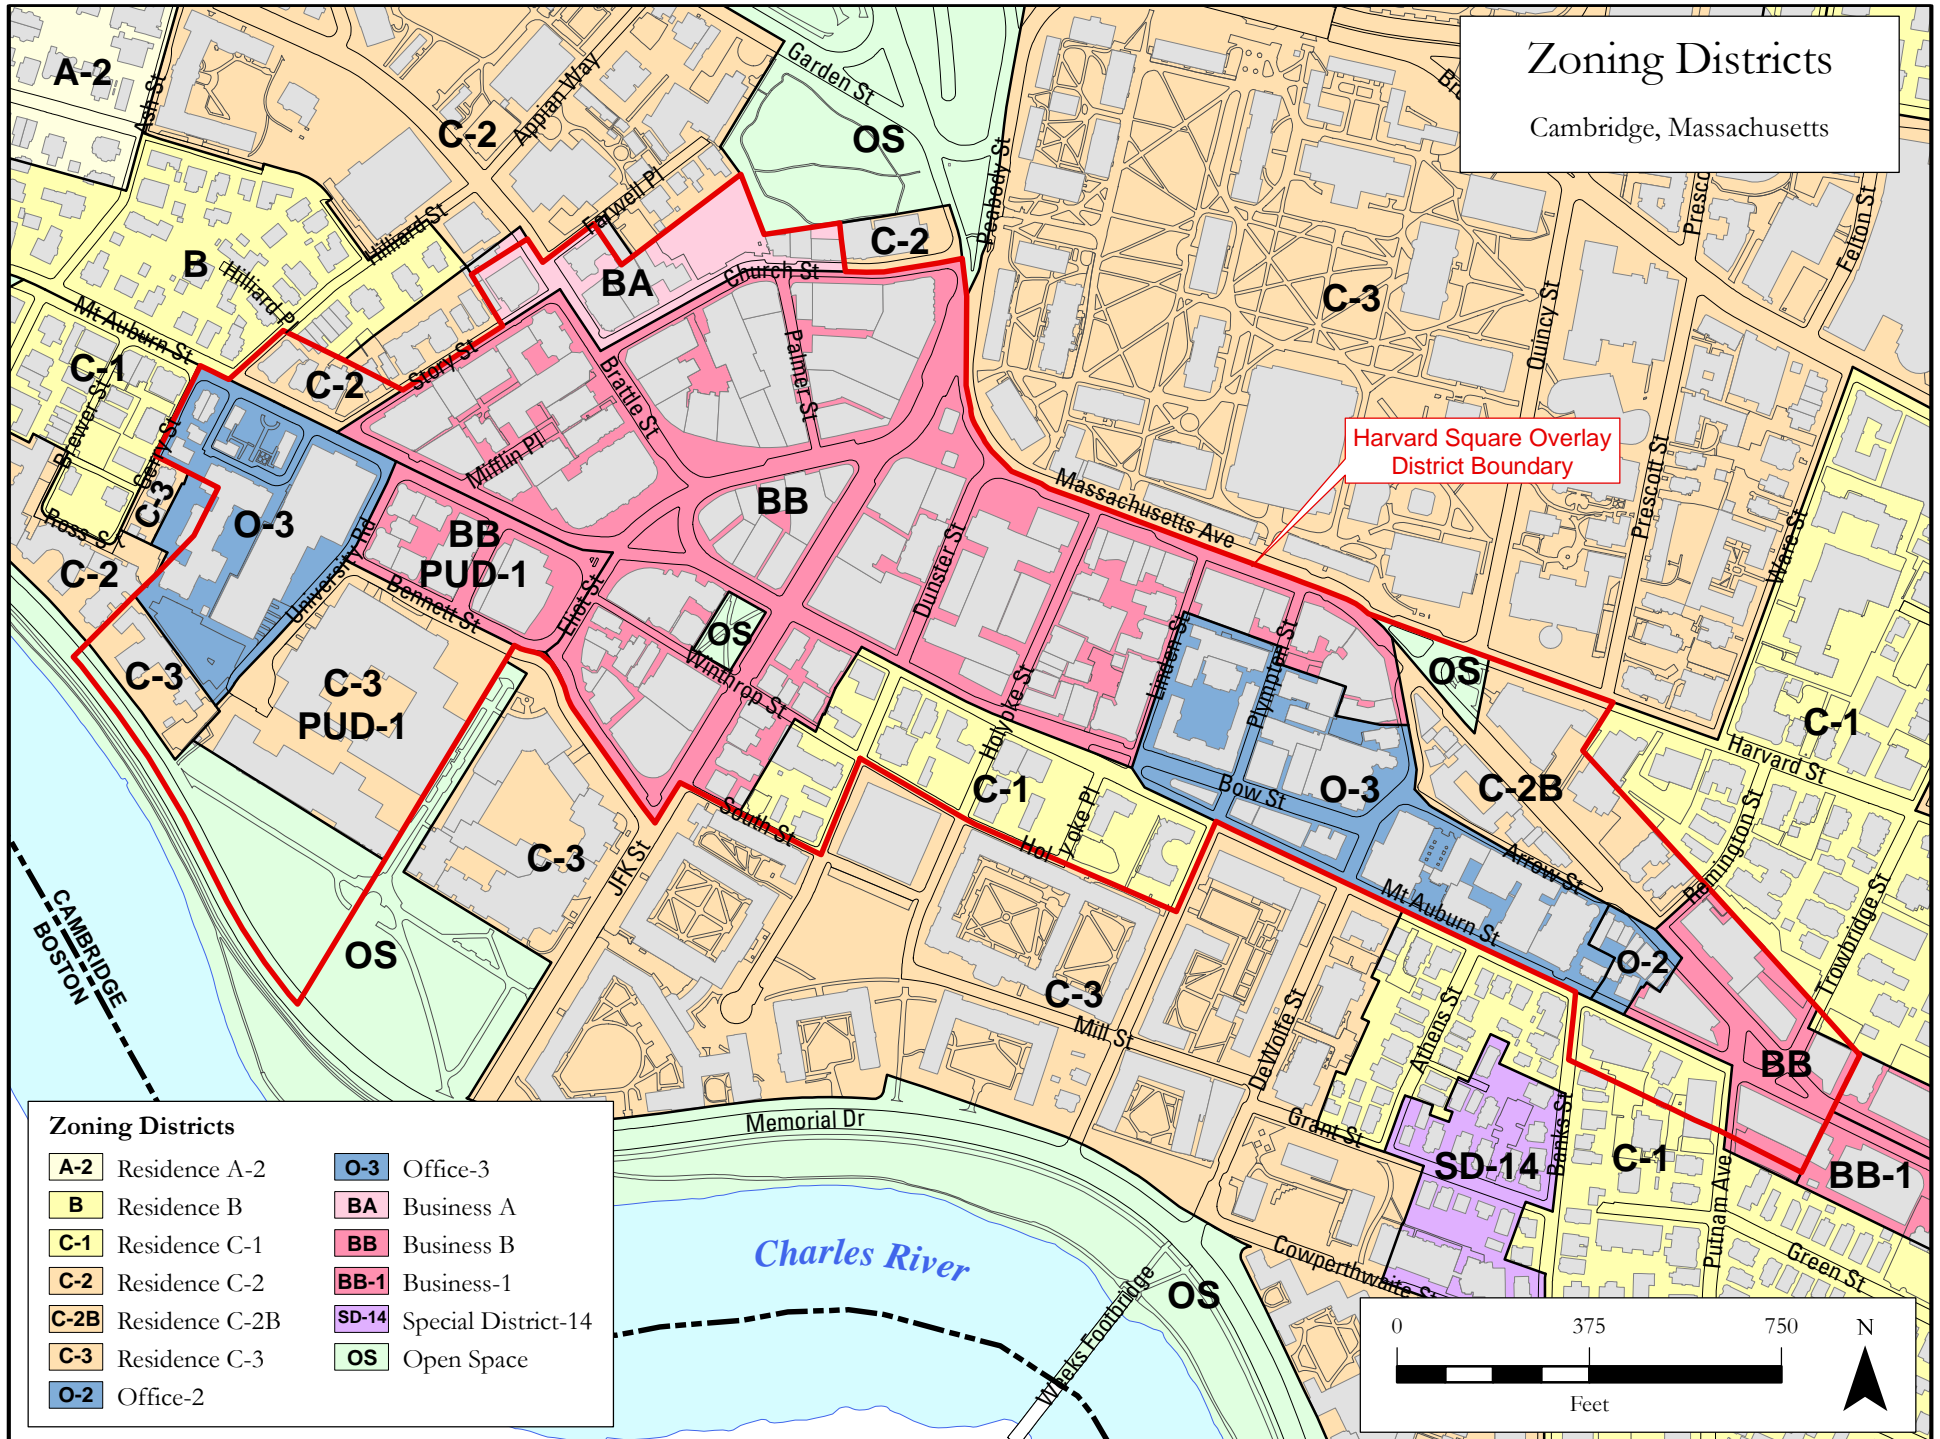 Zoning Districts
Cambridge, Massachusetts
A-2
Ash St
C-2
Appian Way
Garden St
OS
Peabody St
Farwell Pl
Hilliard St
B
Hilliard P
BA
Church St
C-2
C-3
Quincy St
Presco
Felton St
Mt Auburn St
C-1
Brewer St
C-2
Story St
Brattle St
Palmer St
Mifflin Pl
Gerry St
C-3
Ross S
O-3
University Rd
BB
PUD-1
BB
Harvard Square Overlay
District Boundary
Massachusetts Ave
Prescott St
Ware St
C-2
Bennett St
Eliot St
Dunster St
OS
Winthrop St
Linden St
Plympton St
OS
C-3
C-3
PUD-1
Holyoke St
C-1
Harvard St
C-1
Bow St
O-3
C-2B
South St
Hol
yoke Pl
Remington St
C-3
JFK St
Arrow St
Mt Auburn St
Trowbridge St
CAMBRIDGE
BOSTON
OS
O-2
C-3
Mill St
DeWolfe St
Athens St
BB
Memorial Dr
Grant St
SD-14
Banks St
C-1
Putnam Ave
BB-1
Green St
Cowperthwaite S
Charles River
OS
Weeks Footbridge
Zoning Districts
A-2 Residence A-2
B Residence B
C-1 Residence C-1
C-2 Residence C-2
C-2B Residence C-2B
C-3 Residence C-3
O-2 Office-2
O-3 Office-3
BA Business A
BB Business B
BB-1 Business-1
SD-14 Special District-14
OS Open Space
0 375 750
Feet
N